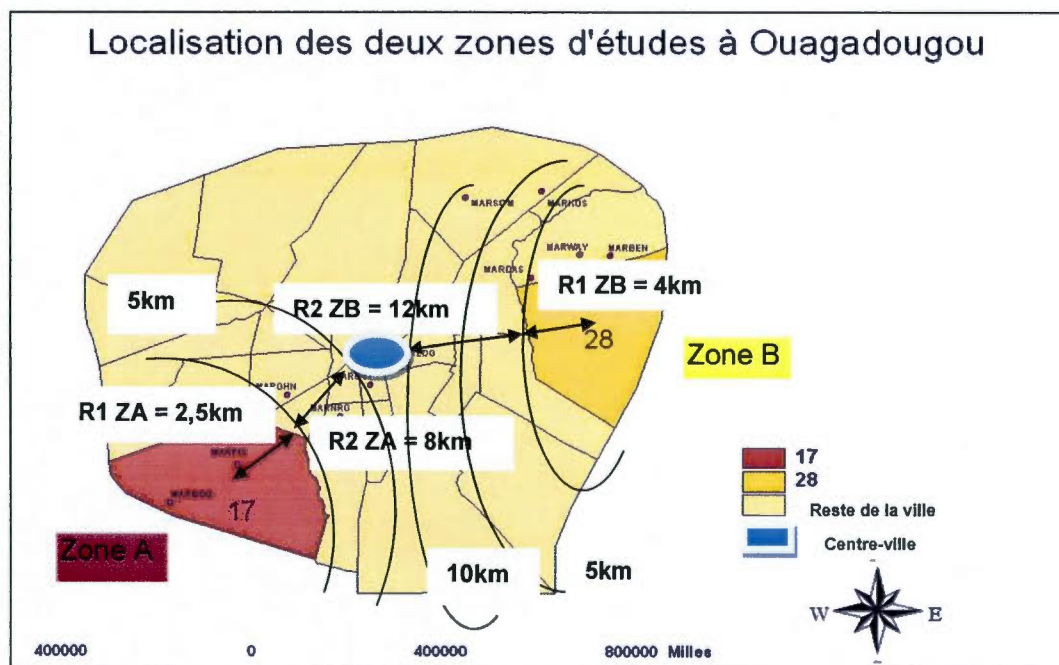 Localisation des deux zones d'études à Ouagadougou
MARSOM
MARKOS
MARWAY
MARBEN
MARDAS
5km
R2 ZB = 12km
R1 ZB = 4km
28
Zone B
R1 ZA = 2,5km
R2 ZA = 8km
17
Zone A
10km
5km
17
28
Reste de la ville
Centre-ville
W
E
400000
0
400000
800000 Milles